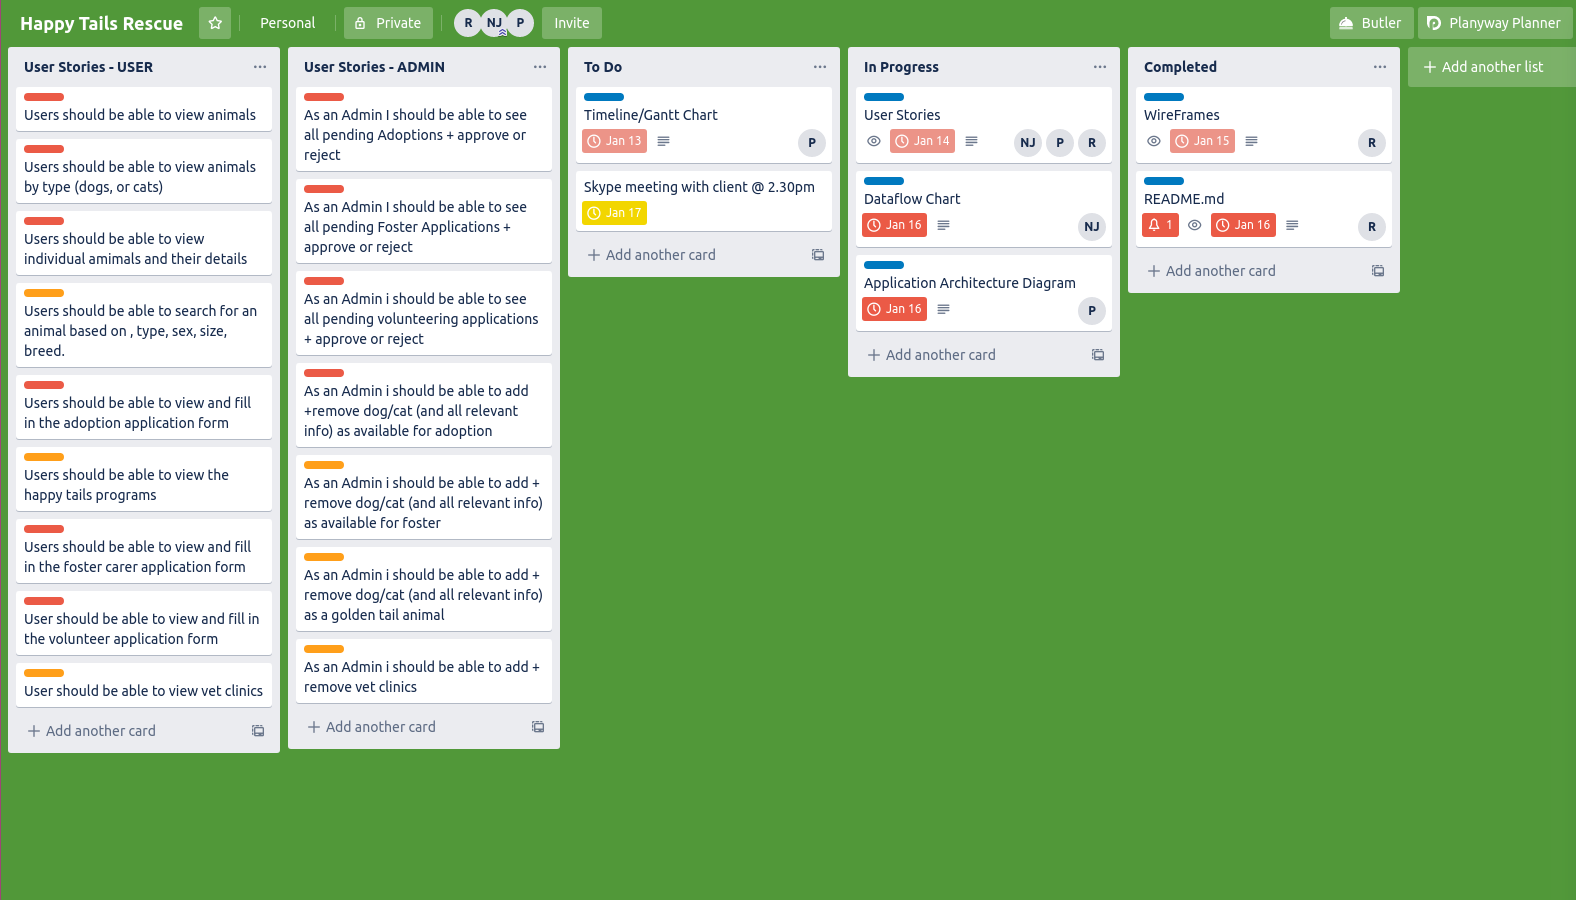 Happy Tails Rescue
Personal
Private
R NJ P
Invite
Butler
Planyway Planner
User Stories - USER
Users should be able to view animals
Users should be able to view animals
by type (dogs, or cats)
Users should be able to view
individual amimals and their details
Users should be able to search for an
animal based on , type, sex, size,
breed.
Users should be able to view and fill
in the adoption application form
Users should be able to view the
happy tails programs
Users should be able to view and fill
in the foster carer application form
User should be able to view and fill in
the volunteer application form
User should be able to view vet clinics
+ Add another card
User Stories - ADMIN
As an Admin I should be able to see
all pending Adoptions + approve or
reject
As an Admin I should be able to see
all pending Foster Applications +
approve or reject
As an Admin i should be able to see
all pending volunteering applications
+ approve or reject
As an Admin i should be able to add
+remove dog/cat (and all relevant
info) as available for adoption
As an Admin i should be able to add +
remove dog/cat (and all relevant info)
as available for foster
As an Admin i should be able to add +
remove dog/cat (and all relevant info)
as a golden tail animal
As an Admin i should be able to add +
remove vet clinics
+ Add another card
To Do
Timeline/Gantt Chart
Jan 13
P
Skype meeting with client @ 2.30pm
Jan 17
+ Add another card
In Progress
User Stories
Jan 14
NJ P R
Dataflow Chart
Jan 16
NJ
Application Architecture Diagram
Jan 16
P
+ Add another card
Completed
WireFrames
Jan 15
R
README.md
1 Jan 16
R
+ Add another card
+ Add another list